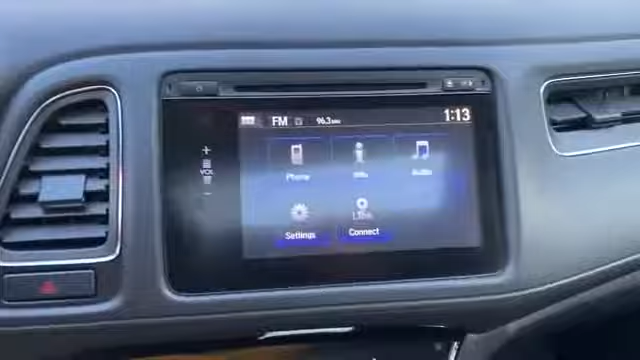 FM 96.3 1:13
+
VOL
-
Phone Info Audio
Settings Connect